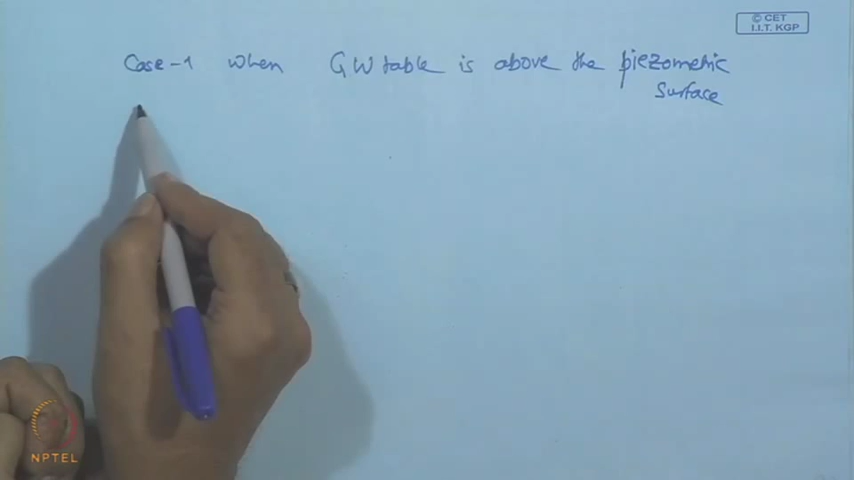 © CET
I.I.T. KGP
Case-1 when GW table is above the piezometric
surface
NPTEL